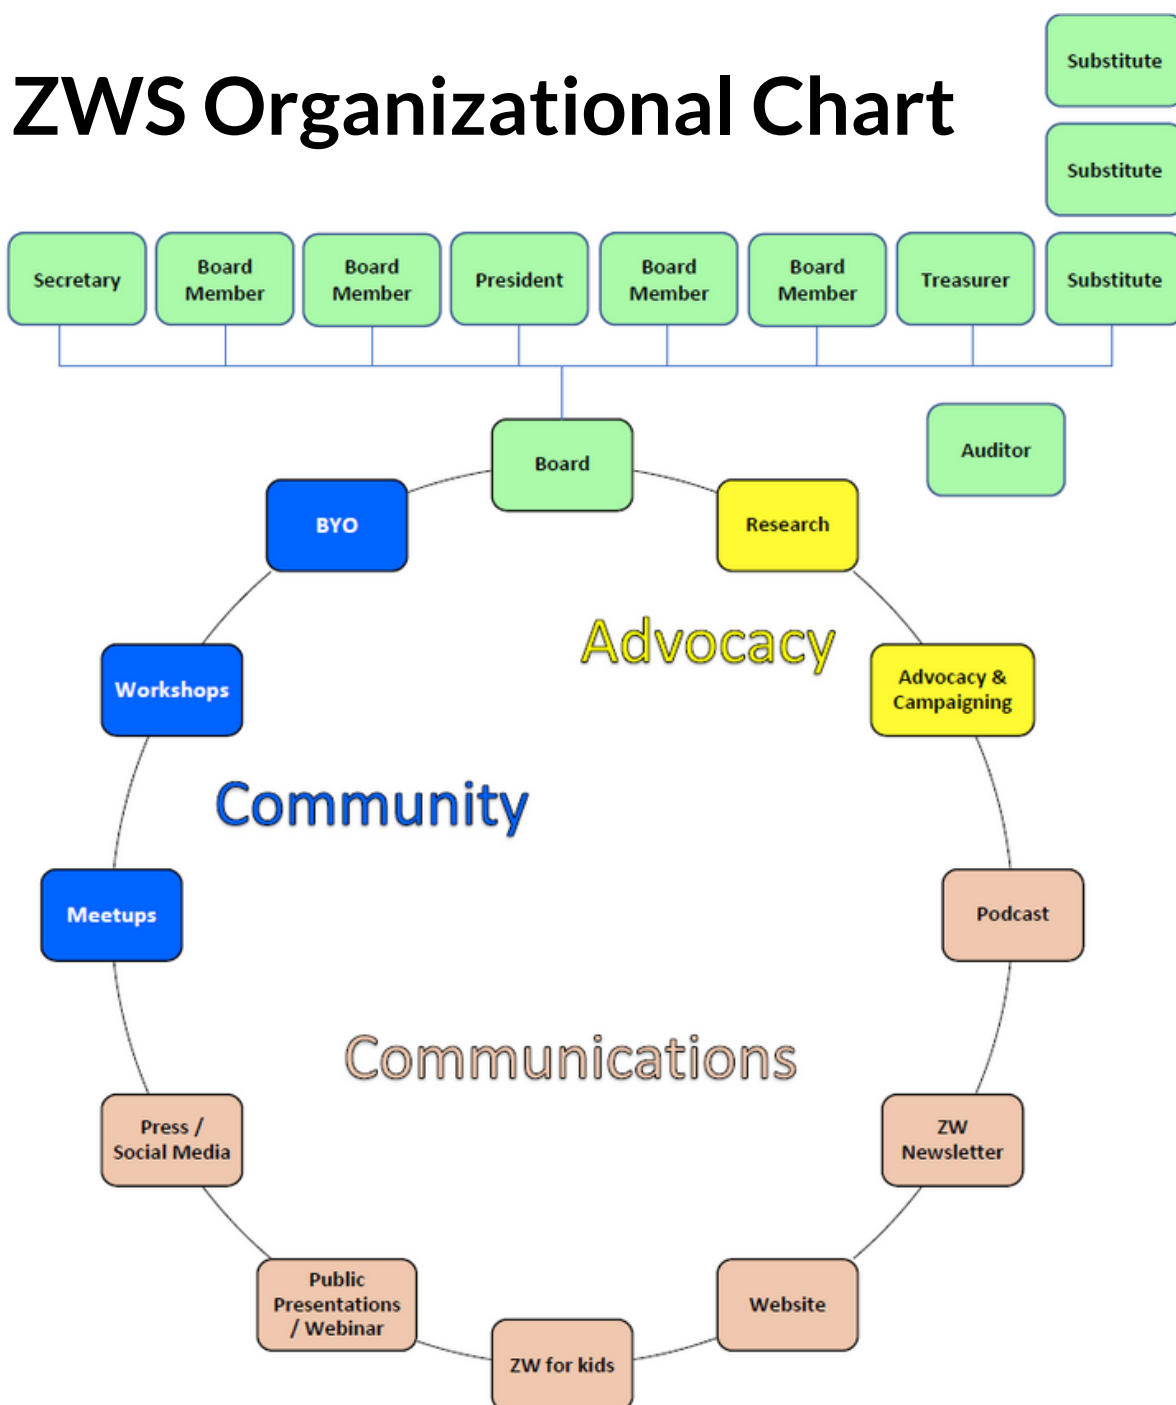 Substitute
ZWS Organizational Chart
Substitute
Secretary
Board
Member
Board
Member
President
Board
Member
Board
Member
Treasurer
Substitute
Auditor
Board
BYO
Research
Advocacy
Workshops
Advocacy &
Campaigning
Community
Meetups
Podcast
Communications
Press /
Social Media
ZW
Newsletter
Public
Presentations
/ Webinar
Website
ZW for kids